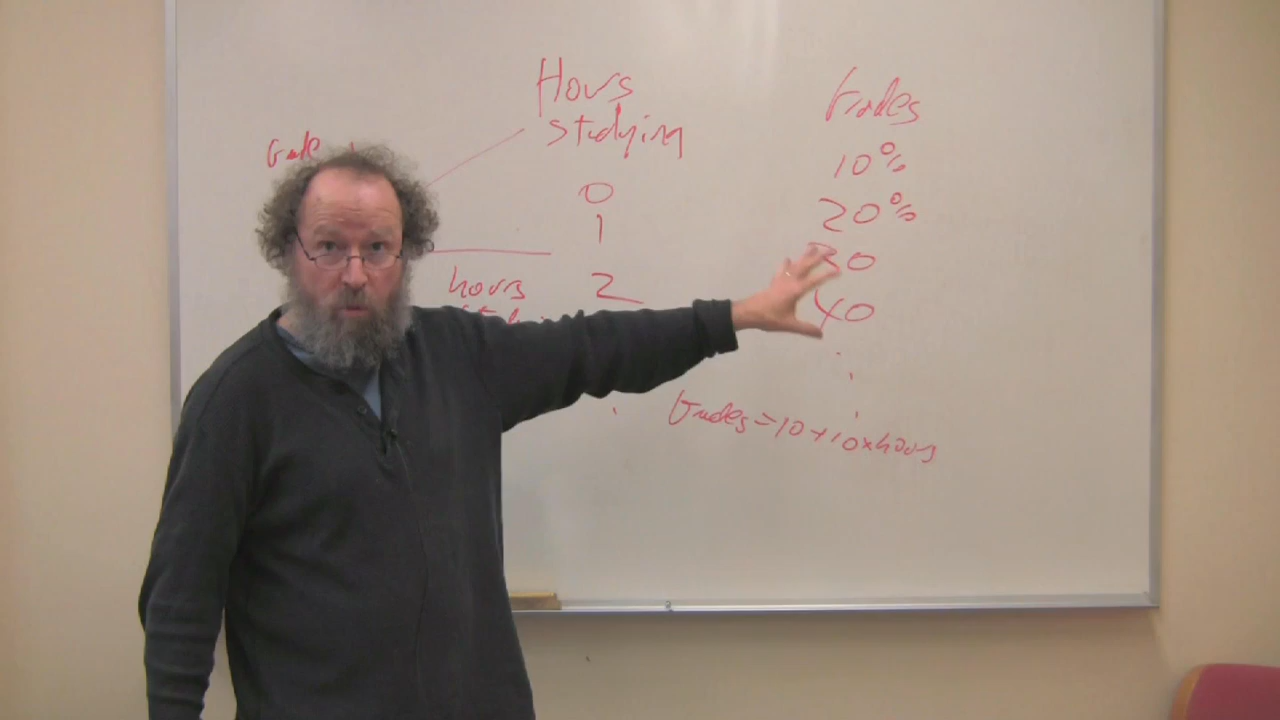 Hours
studying
Grades
Grade
10%
0
20%
1
30
hours
2
40
Grades = 10 + 10 x hours